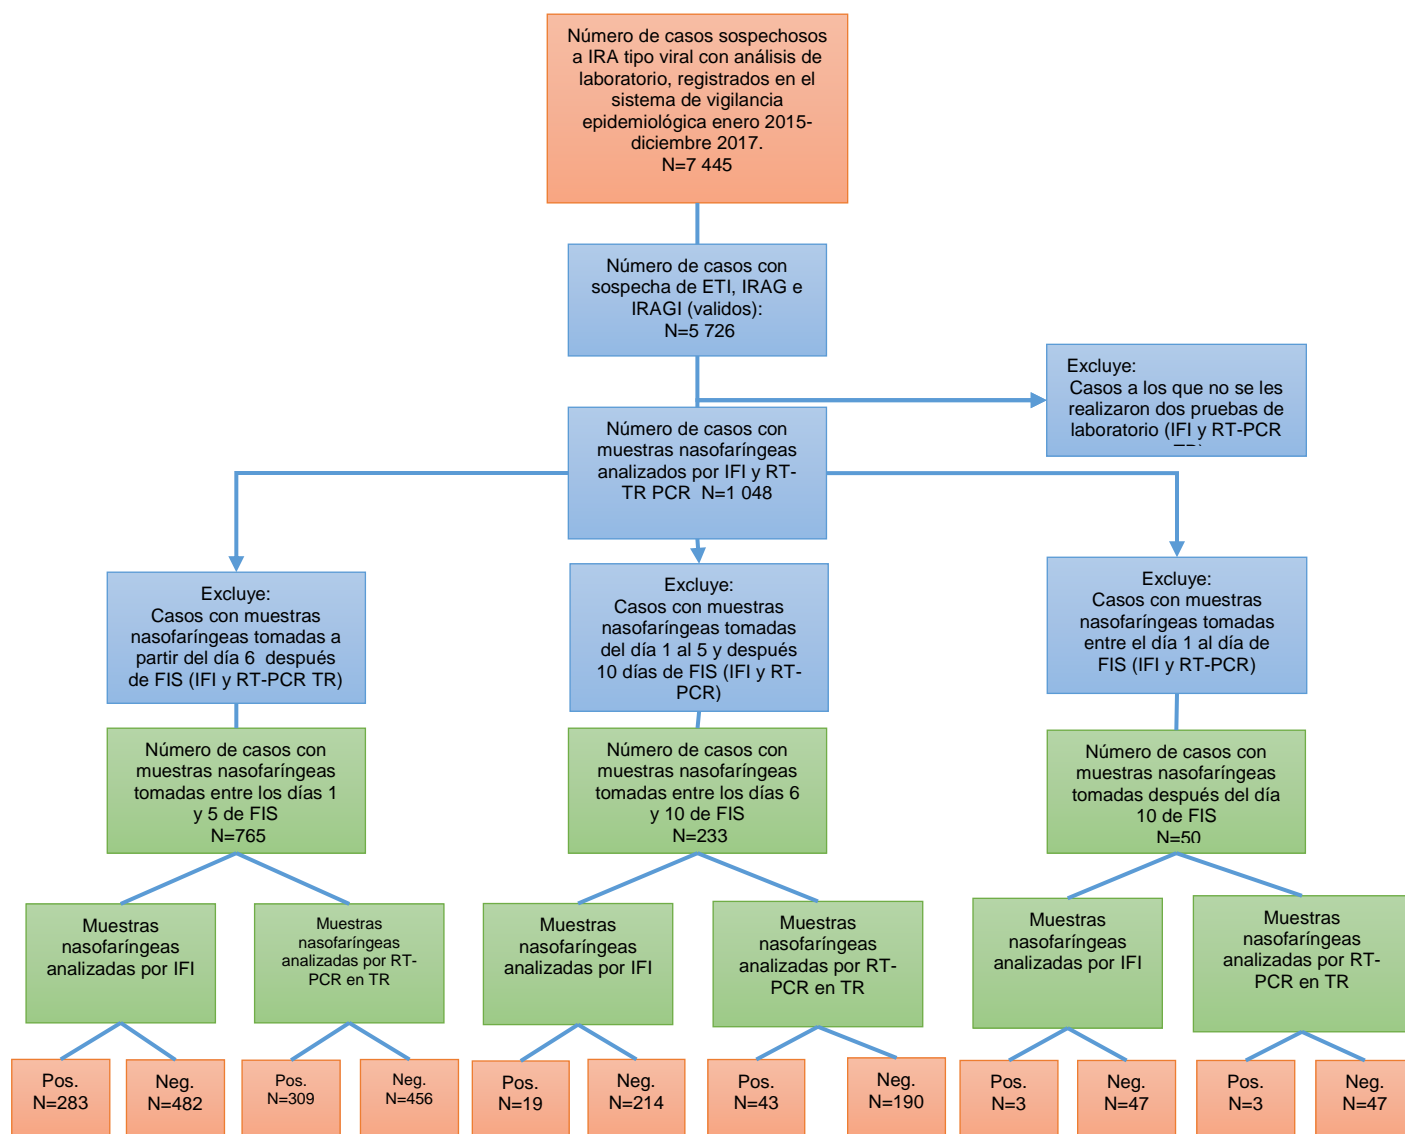 Número de casos sospechosos
a IRA tipo viral con análisis de
laboratorio, registrados en el
sistema de vigilancia
epidemiológica enero 2015-
diciembre 2017.
N=7 445
Número de casos con
sospecha de ETI, IRAG e
IRAGI (validos):
N=5 726
Excluye:
Casos a los que no se les
realizaron dos pruebas de
laboratorio (IFI y RT-PCR
Número de casos con
muestras nasofaríngeas
analizados por IFI y RT-
TR PCR N=1 048
Excluye:
Casos con muestras
nasofaríngeas tomadas a
partir del día 6 después
de FIS (IFI y RT-PCR TR)
Excluye:
Casos con muestras
nasofaríngeas tomadas
del día 1 al 5 y después
10 días de FIS (IFI y RT-
PCR)
Excluye:
Casos con muestras
nasofaríngeas tomadas
entre el día 1 al día de
FIS (IFI y RT-PCR)
Número de casos con
muestras nasofaríngeas
tomadas entre los días 1
y 5 de FIS
N=765
Número de casos con
muestras nasofaríngeas
tomadas entre los días 6
y 10 de FIS
N=233
Número de casos con
muestras nasofaríngeas
tomadas después del día
10 de FIS
N=50
Muestras
nasofaríngeas
analizadas por IFI
Muestras
nasofaríngeas
analizadas por RT-
PCR en TR
Muestras
nasofaríngeas
analizadas por IFI
Muestras
nasofaríngeas
analizadas por RT-
PCR en TR
Muestras
nasofaríngeas
analizadas por IFI
Muestras
nasofaríngeas
analizadas por RT-
PCR en TR
Pos.
N=283
Neg.
N=482
Pos.
N=309
Neg.
N=456
Pos.
N=19
Neg.
N=214
Pos.
N=43
Neg.
N=190
Pos.
N=3
Neg.
N=47
Pos.
N=3
Neg.
N=47